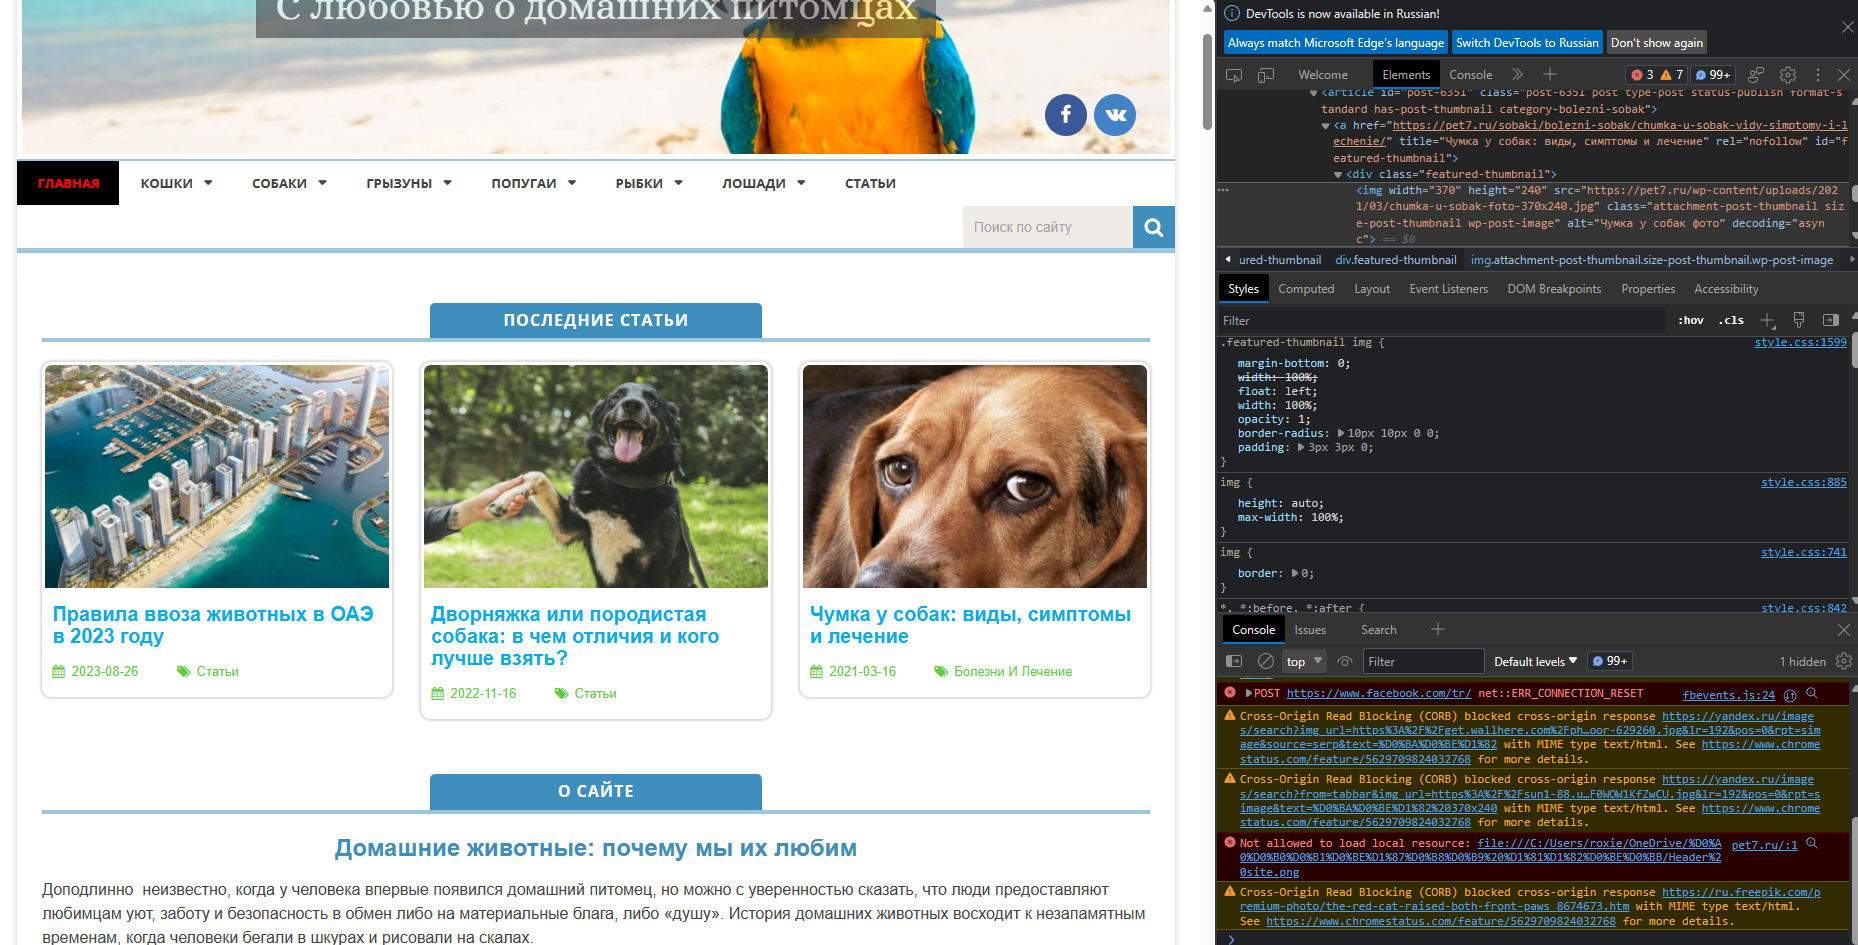 С любовью о домашних питомцах
ГЛАВНАЯ
КОШКИ
СОБАКИ
ГРЫЗУНЫ
ПОПУГАИ
РЫБКИ
ЛОШАДИ
СТАТЬИ
Поиск по сайту
ПОСЛЕДНИЕ СТАТЬИ
Правила ввоза животных в ОАЭ
в 2023 году
2023-08-26
Статьи
Дворняжка или породистая
собака: в чем отличия и кого
лучше взять?
2022-11-16
Статьи
Чумка у собак: виды, симптомы
и лечение
2021-03-16
Болезни И Лечение
О САЙТЕ
Домашние животные: почему мы их любим
Доподлинно  неизвестно, когда у человека впервые появился домашний питомец, но можно с уверенностью сказать, что люди предоставляют
любимцам уют, заботу и безопасность в обмен либо на материальные блага, либо «душу». История домашних животных восходит к незапамятным
временам, когда человеки бегали в шкурах и рисовали на скалах.
DevTools is now available in Russian!
Always match Microsoft Edge's language
Switch DevTools to Russian
Don't show again
Welcome
Elements
Console
3
7
99+
<article id="post-6351" class="post-6351 post type-post status-publish format-s
tandard has-post-thumbnail category-bolezni-sobak">
<a href="https://pet7.ru/sobaki/bolezni-sobak/chumka-u-sobak-vidy-simptomy-i-l
echenie/" title="Чумка у собак: виды, симптомы и лечение" rel="nofollow" id="f
eatured-thumbnail">
<div class="featured-thumbnail">
<img width="370" height="240" src="https://pet7.ru/wp-content/uploads/202
1/03/chumka-u-sobak-foto-370x240.jpg" class="attachment-post-thumbnail siz
e-post-thumbnail wp-post-image" alt="Чумка у собак фото" decoding="asyn
c"> == $0
ured-thumbnail
div.featured-thumbnail
img.attachment-post-thumbnail.size-post-thumbnail.wp-post-image
Styles
Computed
Layout
Event Listeners
DOM Breakpoints
Properties
Accessibility
Filter
:hov
.cls
.featured-thumbnail img {
style.css:1599
margin-bottom: 0;
width: 100%;
float: left;
width: 100%;
opacity: 1;
border-radius: 10px 10px 0 0;
padding: 3px 3px 0;
}
img {
style.css:885
height: auto;
max-width: 100%;
}
img {
style.css:741
border: 0;
}
*, *:before, *:after {
style.css:842
Console
Issues
Search
top
Filter
Default levels
99+
1 hidden
POST https://www.facebook.com/tr/ net::ERR_CONNECTION_RESET
fbevents.js:24
Cross-Origin Read Blocking (CORB) blocked cross-origin response https://yandex.ru/image
s/search?img_url=https%3A%2F%2Fget.wallhere.com%2Fph…oor-629260.jpg&lr=192&pos=0&rpt=sim
age&source=serp&text=%D0%BA%D0%BE%D1%82 with MIME type text/html. See https://www.chrome
status.com/feature/5629709824032768 for more details.
Cross-Origin Read Blocking (CORB) blocked cross-origin response https://yandex.ru/image
s/search?from=tabbar&img_url=https%3A%2F%2Fsun1-88.u…F0WOW1KfZwCU.jpg&lr=192&pos=0&rpt=s
image&text=%D0%BA%D0%BE%D1%82%20370x240 with MIME type text/html. See https://www.chrome
status.com/feature/5629709824032768 for more details.
Not allowed to load local resource: file:///C:/Users/roxie/OneDrive/%D0%A
0%D0%B0%D0%B1%D0%BE%D1%87%D0%B8%D0%B9%20%D1%81%D1%82%D0%BE%D0%BB/Header%2
0site.png
pet7.ru/:1
Cross-Origin Read Blocking (CORB) blocked cross-origin response https://ru.freepik.com/p
remium-photo/the-red-cat-raised-both-front-paws_8674673.htm with MIME type text/html.
See https://www.chromestatus.com/feature/5629709824032768 for more details.